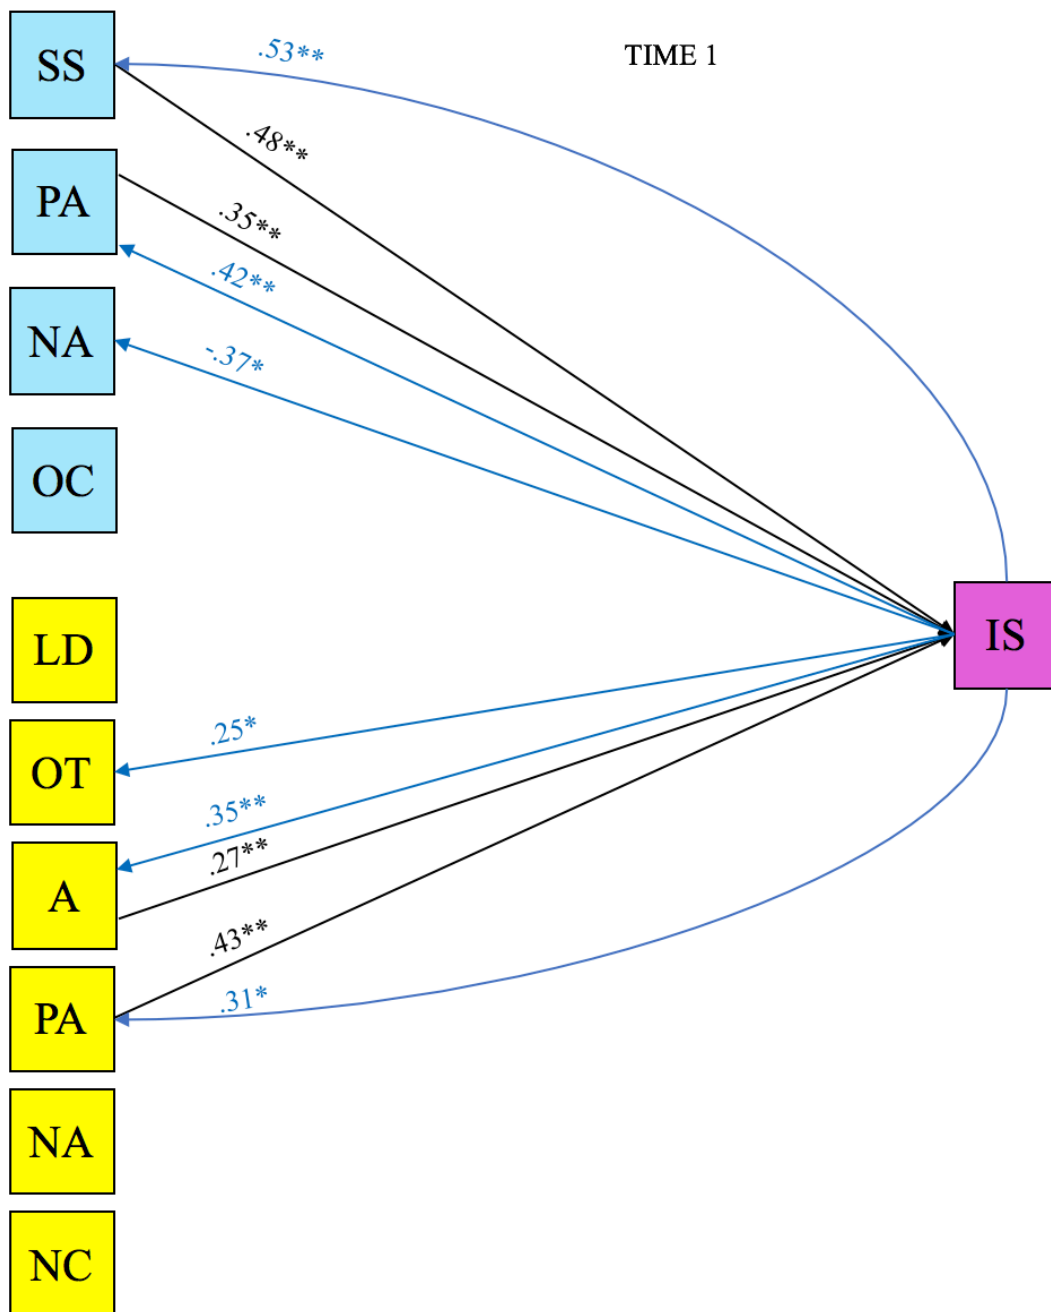 TIME 1
SS
.53**
.48**
PA
.35**
.42**
NA
-.37*
OC
IS
LD
OT
.25*
A
.35**
.27**
PA
.43**
.31*
NA
NC